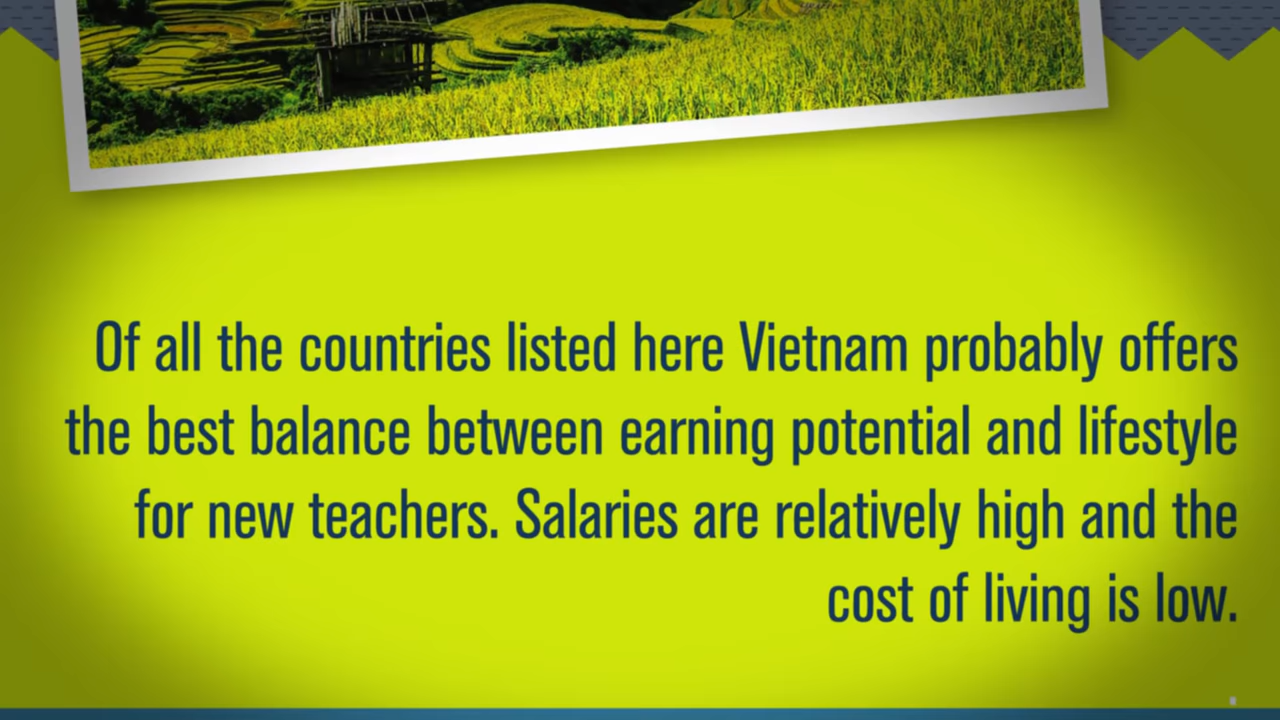 Of all the countries listed here Vietnam probably offers
the best balance between earning potential and lifestyle
for new teachers. Salaries are relatively high and the
cost of living is low.